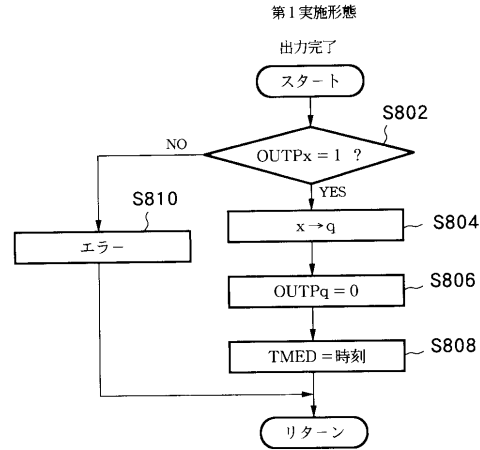 第1実施形態
出力完了
スタート
S802
OUTPx = 1 ?
NO
YES
S810
エラー
x→q
S804
OUTPq = 0
S806
TMED = 時刻
S808
リターン